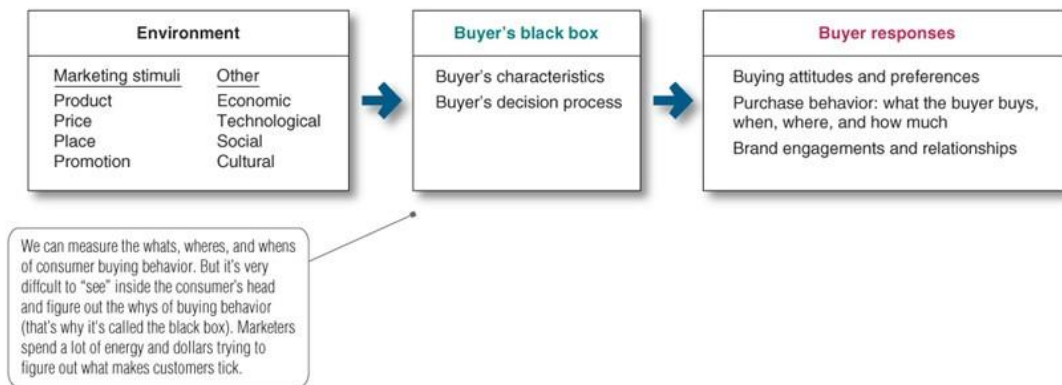 Environment
Marketing stimuli Other
Product Economic
Price Technological
Place Social
Promotion Cultural
Buyer's black box
Buyer's characteristics
Buyer's decision process
Buyer responses
Buying attitudes and preferences
Purchase behavior: what the buyer buys,
when, where, and how much
Brand engagements and relationships
We can measure the whats, wheres, and whens
of consumer buying behavior. But it's very
diffcult to “see” inside the consumer's head
and figure out the whys of buying behavior
(that's why it's called the black box). Marketers
spend a lot of energy and dollars trying to
figure out what makes customers tick.